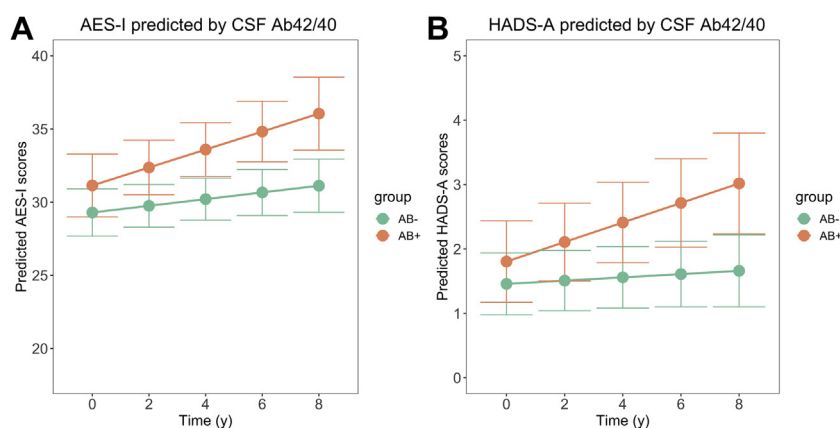 A
AES-I predicted by CSF Ab42/40
Predicted AES-I scores
40
35
30
25
20
0 2 4 6 8
Time (y)
group
AB-
AB+
B
HADS-A predicted by CSF Ab42/40
Predicted HADS-A scores
5
4
3
2
1
0
0 2 4 6 8
Time (y)
group
AB-
AB+